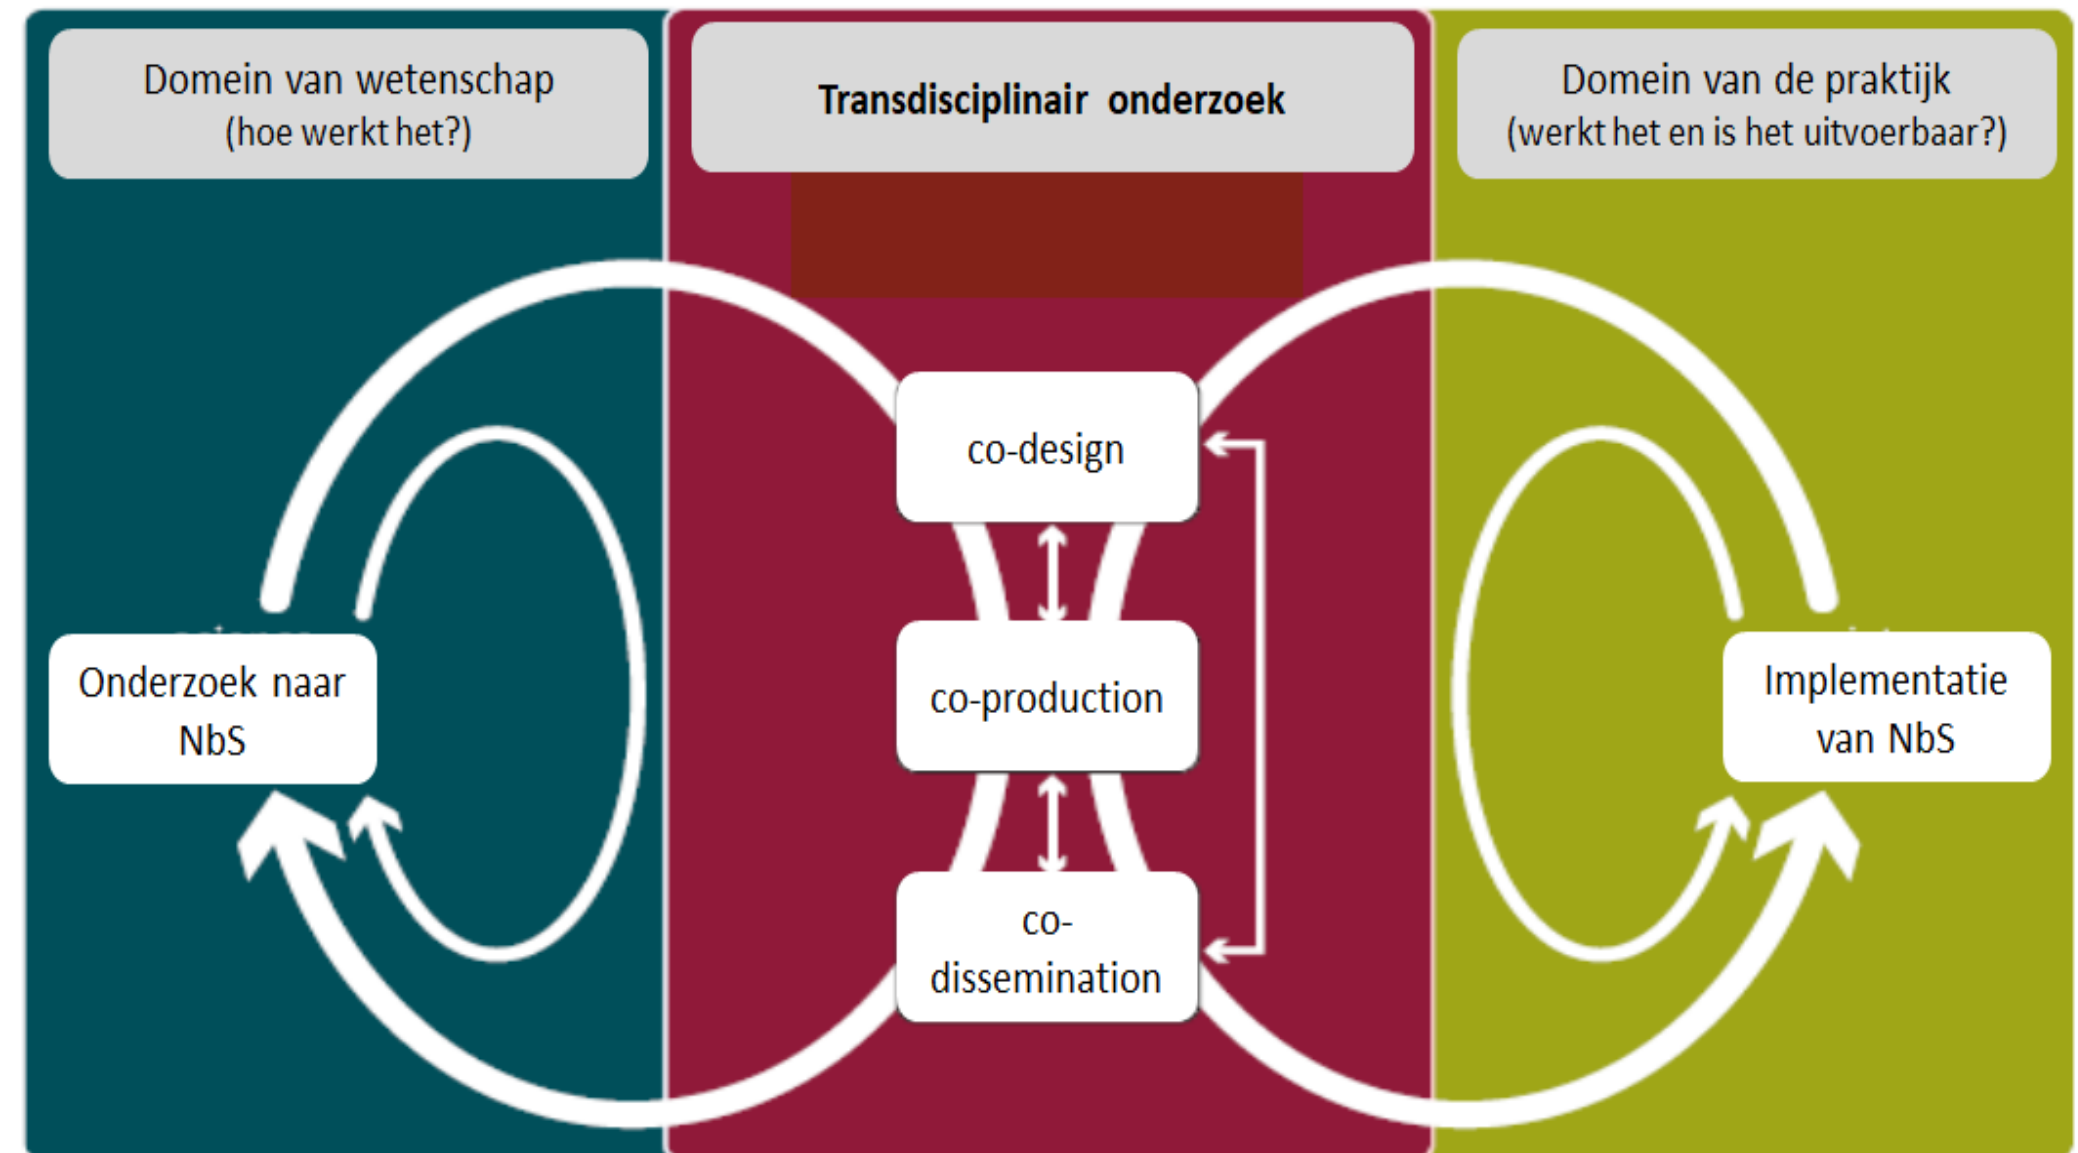 Domein van wetenschap
(hoe werkt het?)
Transdisciplinair onderzoek
Domein van de praktijk
(werkt het en is het uitvoerbaar?)
co-design
Onderzoek naar
NbS
co-production
Implementatie
van NbS
co-
dissemination